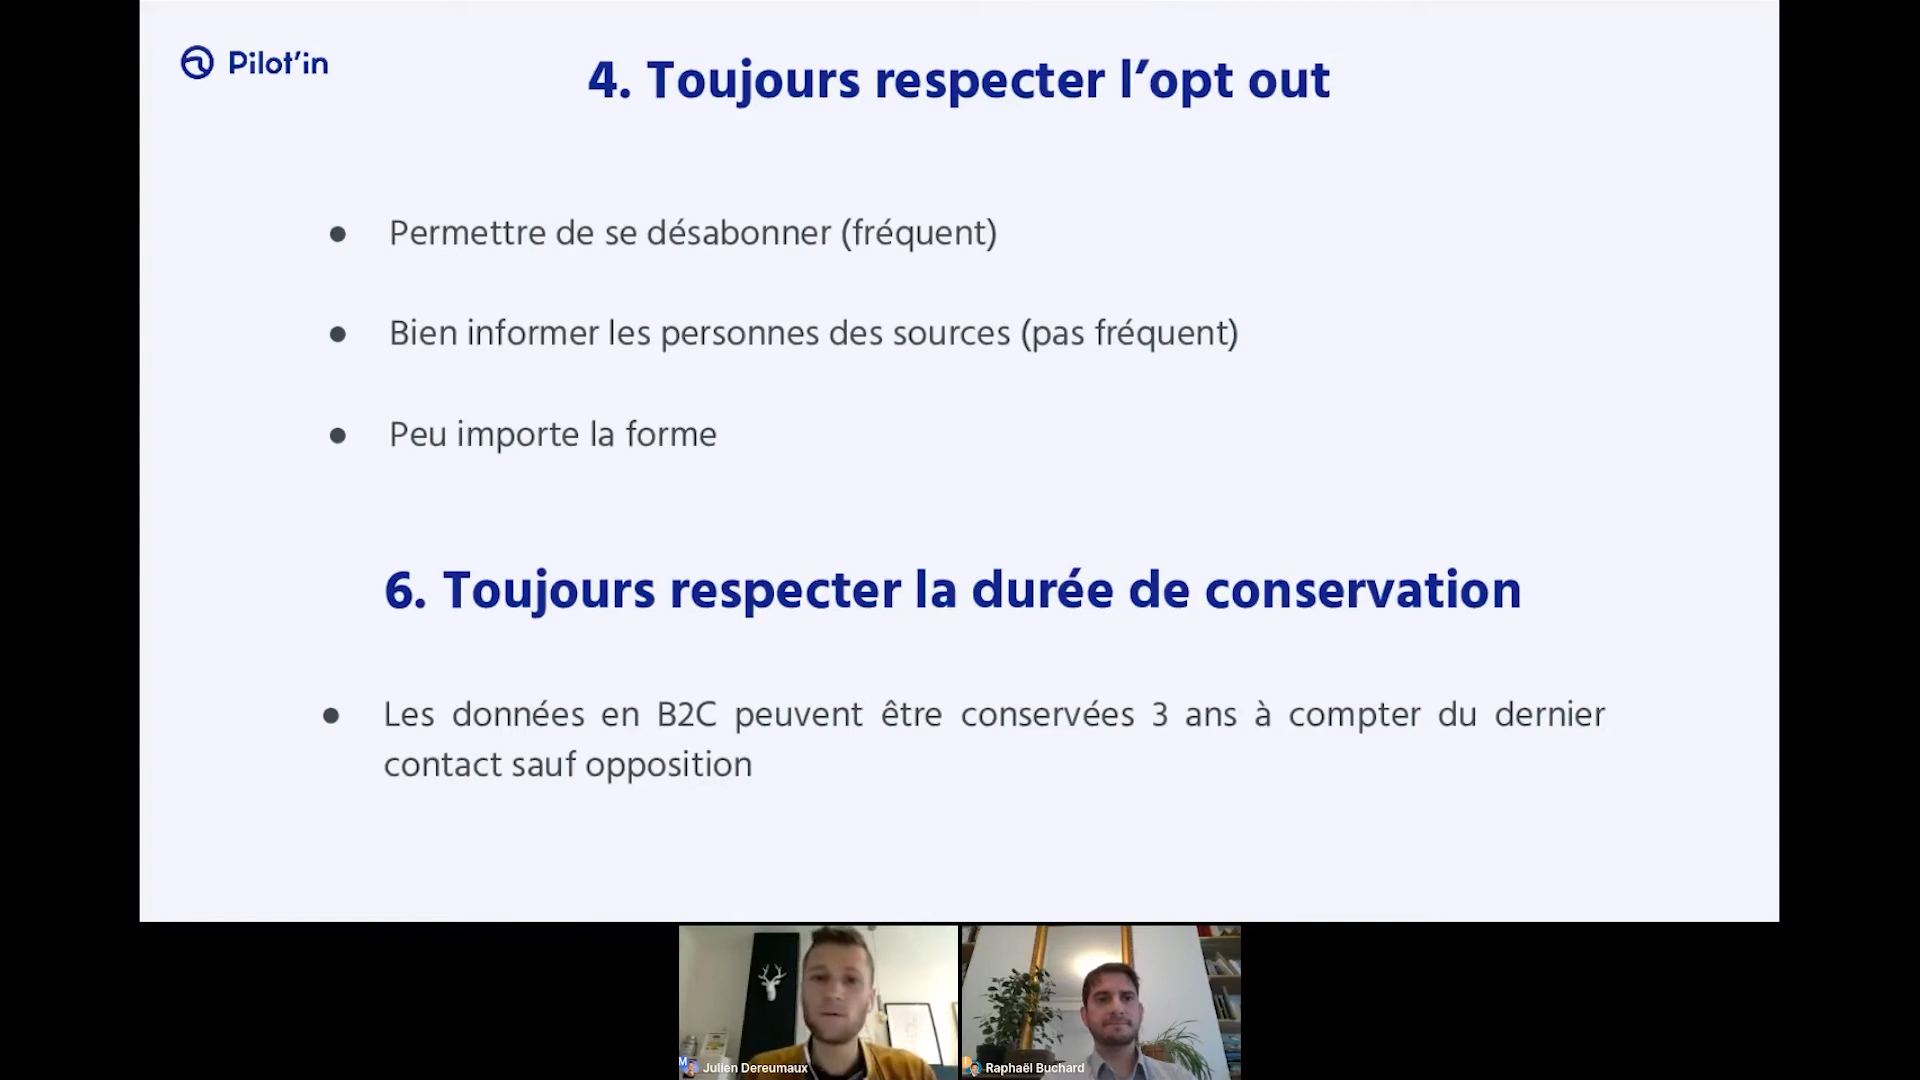 Pilot'in
4. Toujours respecter l’opt out
● Permettre de se désabonner (fréquent)
● Bien informer les personnes des sources (pas fréquent)
● Peu importe la forme
6. Toujours respecter la durée de conservation
● Les données en B2C peuvent être conservées 3 ans à compter du dernier
contact sauf opposition
Julien Dereumaux
Raphaël Buchard